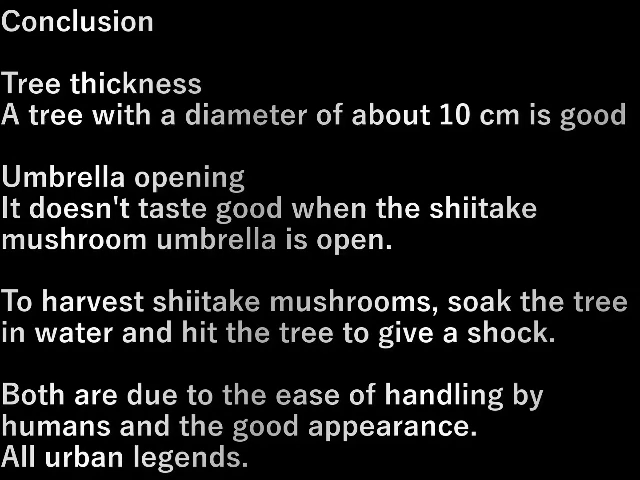 Conclusion
Tree thickness
A tree with a diameter of about 10 cm is good
Umbrella opening
It doesn't taste good when the shiitake
mushroom umbrella is open.
To harvest shiitake mushrooms, soak the tree
in water and hit the tree to give a shock.
Both are due to the ease of handling by
humans and the good appearance.
All urban legends.